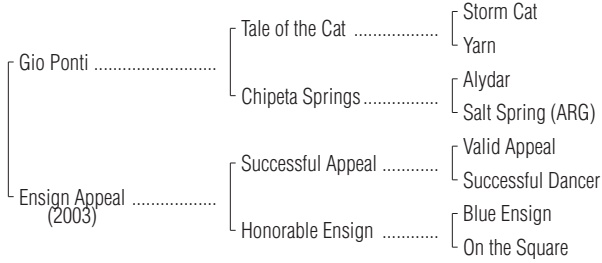 Storm Cat
Tale of the Cat ..................
Yarn
Gio Ponti ..........................
Alydar
Chipeta Springs ................
Salt Spring (ARG)
Valid Appeal
Successful Appeal ............
Successful Dancer
Ensign Appeal ..................
(2003)
Blue Ensign
Honorable Ensign ............
On the Square